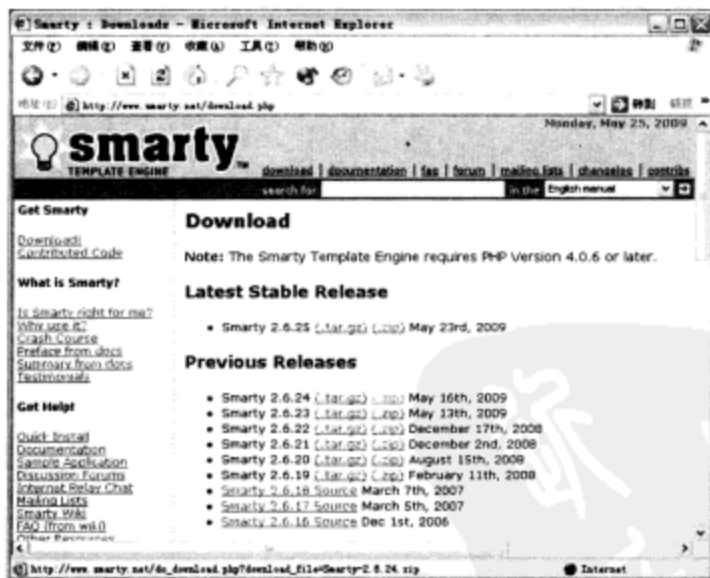 Smarty : Downloads - Microsoft Internet Explorer
文件(F) 编辑(E) 查看(V) 收藏(A) 工具(T) 帮助(H)
地址(D) http://www.smarty.net/download.php 转到 链接 »
Monday, May 25, 2009
smarty™
TEMPLATE ENGINE
download | documentation | faq | forum | mailing lists | changelog | contribs
search for in the English manual
Get Smarty
Download!
Contributed Code
What is Smarty?
Is Smarty right for me?
Why use it?
Crash Course
Preface from docs
Summary from docs
Testimonials
Get Help!
Quick Install
Documentation
Sample Application
Discussion Forums
Internet Relay Chat
Mailing Lists
Smarty Wiki
FAQ (from wiki)
Other Resources
Download
Note: The Smarty Template Engine requires PHP Version 4.0.6 or later.
Latest Stable Release
• Smarty 2.6.25 (.tar.gz) (.zip) May 23rd, 2009
Previous Releases
• Smarty 2.6.24 (.tar.gz) (.zip) May 16th, 2009
• Smarty 2.6.23 (.tar.gz) (.zip) May 13th, 2009
• Smarty 2.6.22 (.tar.gz) (.zip) December 17th, 2008
• Smarty 2.6.21 (.tar.gz) (.zip) December 2nd, 2008
• Smarty 2.6.20 (.tar.gz) (.zip) August 15th, 2008
• Smarty 2.6.19 (.tar.gz) (.zip) February 11th, 2008
• Smarty 2.6.18 Source March 7th, 2007
• Smarty 2.6.17 Source March 5th, 2007
• Smarty 2.6.16 Source Dec 1st, 2006
http://www.smarty.net/do_download.php?download_file=Smarty-2.6.24.zip Internet